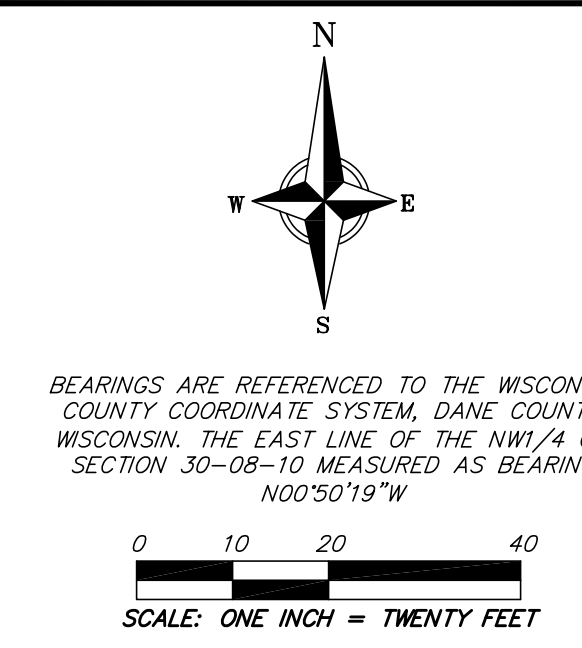 N
W E
S
BEARINGS ARE REFERENCED TO THE WISCON
COUNTY COORDINATE SYSTEM, DANE COUNT
WISCONSIN. THE EAST LINE OF THE NW1/4
SECTION 30-08-10 MEASURED AS BEARIN
N00°50'19"W
0 10 20 40
SCALE: ONE INCH = TWENTY FEET